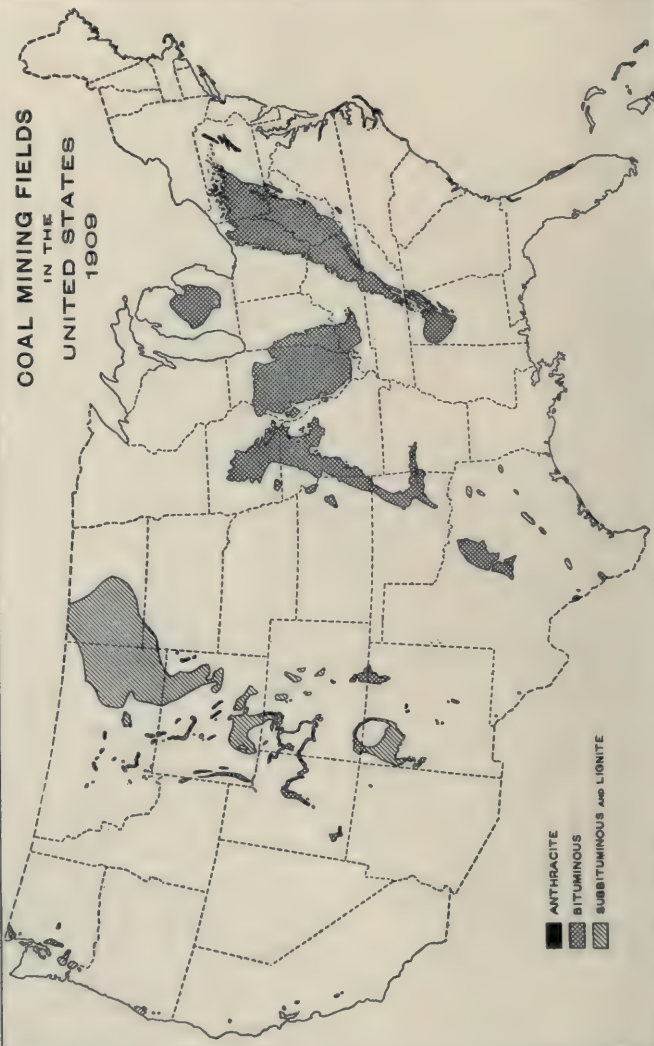 COAL MINING FIELDS
IN THE
UNITED STATES
1909
ANTHRACITE
BITUMINOUS
SUBBITUMINOUS AND LIGNITE